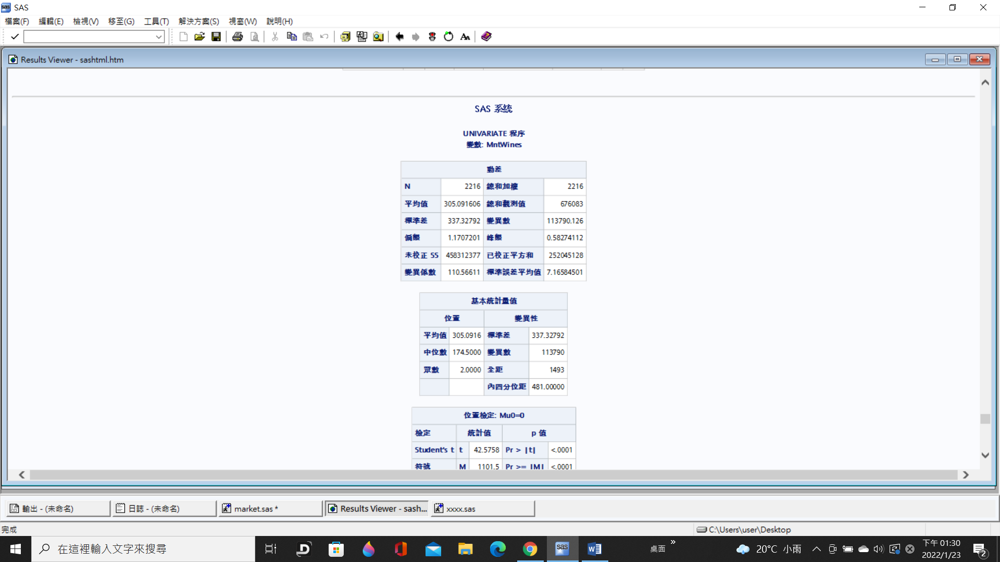 SAS
檔案(F) 編輯(E) 檢視(V) 移至(G) 工具(T) 解決方案(S) 視窗(W) 說明(H)
Results Viewer - sashtml.htm
SAS 系統
UNIVARIATE 程序
變數: MntWines
動差
N 2216 總和加權 2216
平均值 305.091606 總和觀測值 676083
標準差 337.32792 變異數 113790.126
偏態 1.1707201 峰態 0.58274112
未校正 SS 458312377 已校正平方和 252045128
變異係數 110.56611 標準誤差平均值 7.16584501
基本統計量值
位置 變異性
平均值 305.0916 標準差 337.32792
中位數 174.5000 變異數 113790
眾數 2.0000 全距 1493
內四分位距 481.00000
位置檢定: Mu0=0
檢定 統計值 p 值
Student's t t 42.5758 Pr > |t| <.0001
符號 M 1101.5 Pr >= |M| <.0001
輸出 - (未命名) 日誌 - (未命名) market.sas * Results Viewer - sash... xxxx.sas
完成 C:\Users\user\Desktop
在這裡輸入文字來搜尋 sas 桌面 » 20°C 小雨 下午 01:30
2022/1/23 2